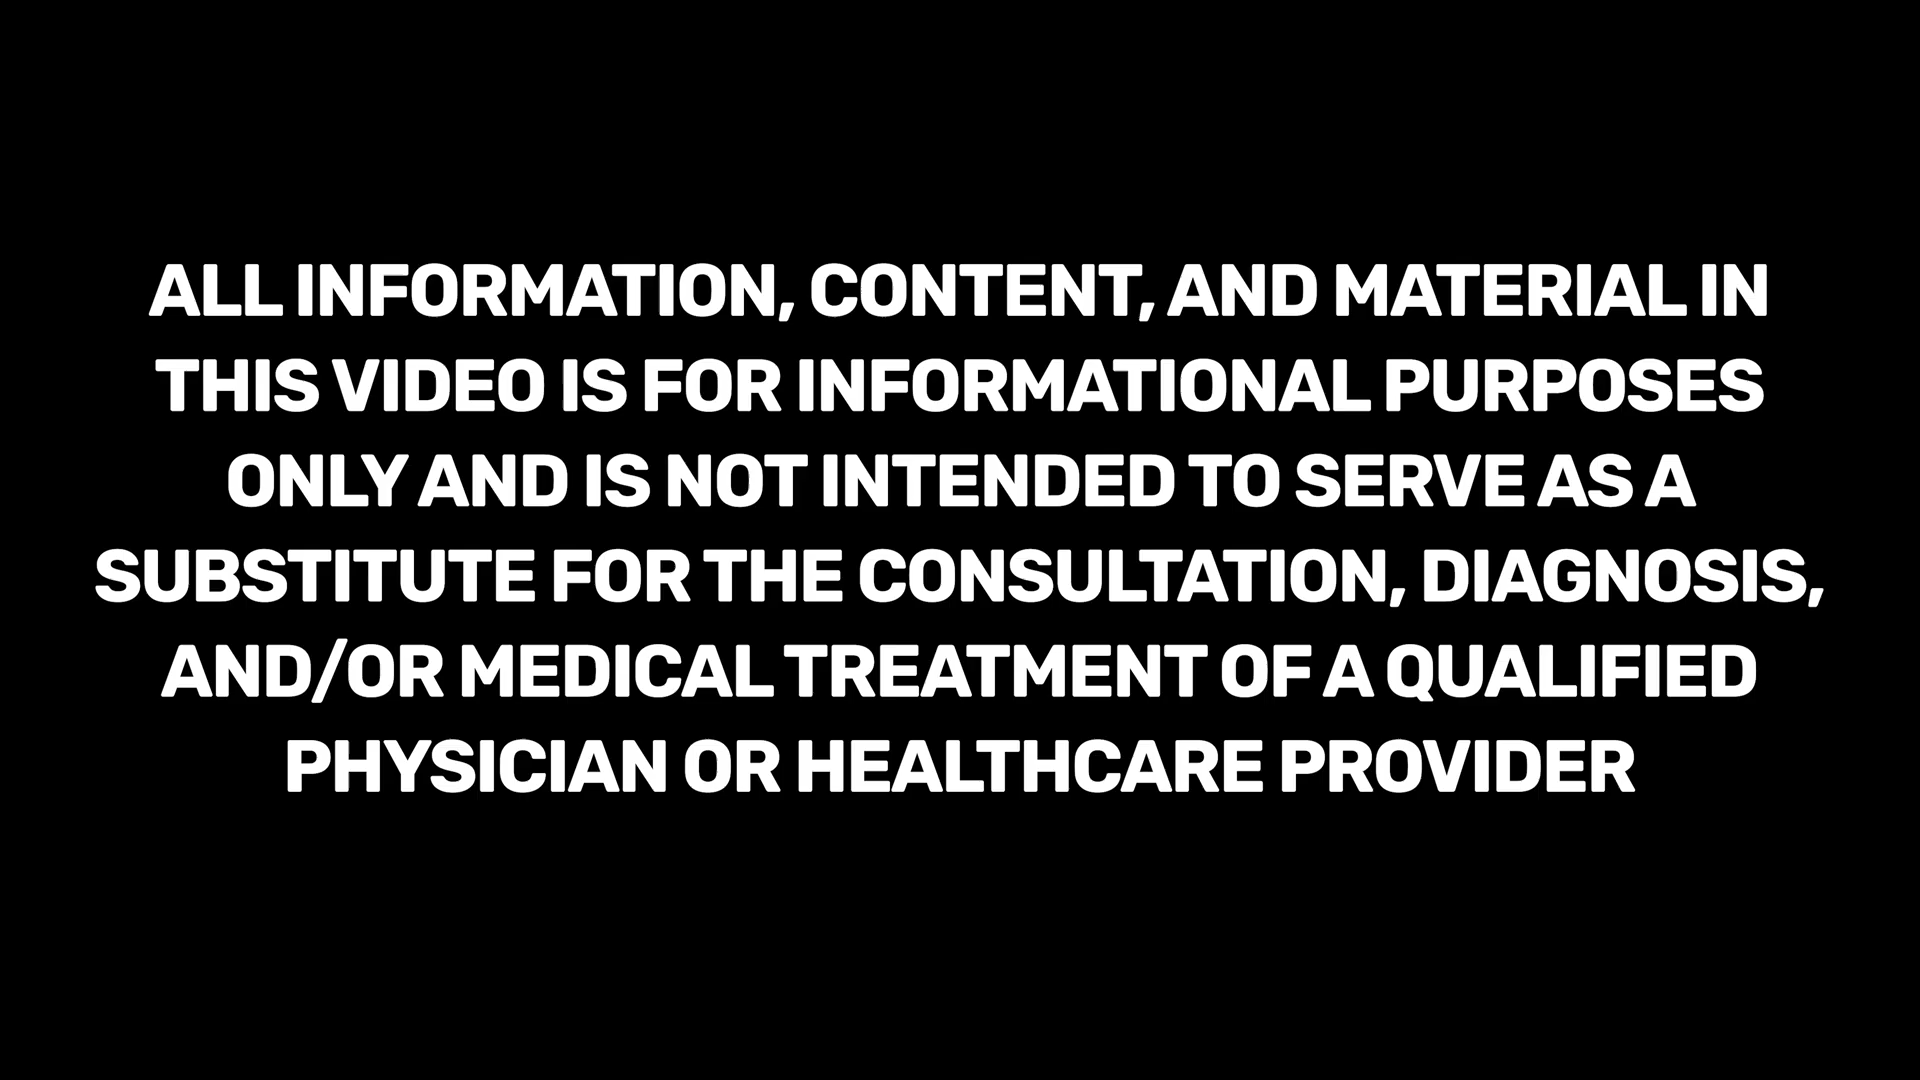 ALL INFORMATION, CONTENT, AND MATERIAL IN
THIS VIDEO IS FOR INFORMATIONAL PURPOSES
ONLY AND IS NOT INTENDED TO SERVE AS A
SUBSTITUTE FOR THE CONSULTATION, DIAGNOSIS,
AND/OR MEDICAL TREATMENT OF A QUALIFIED
PHYSICIAN OR HEALTHCARE PROVIDER